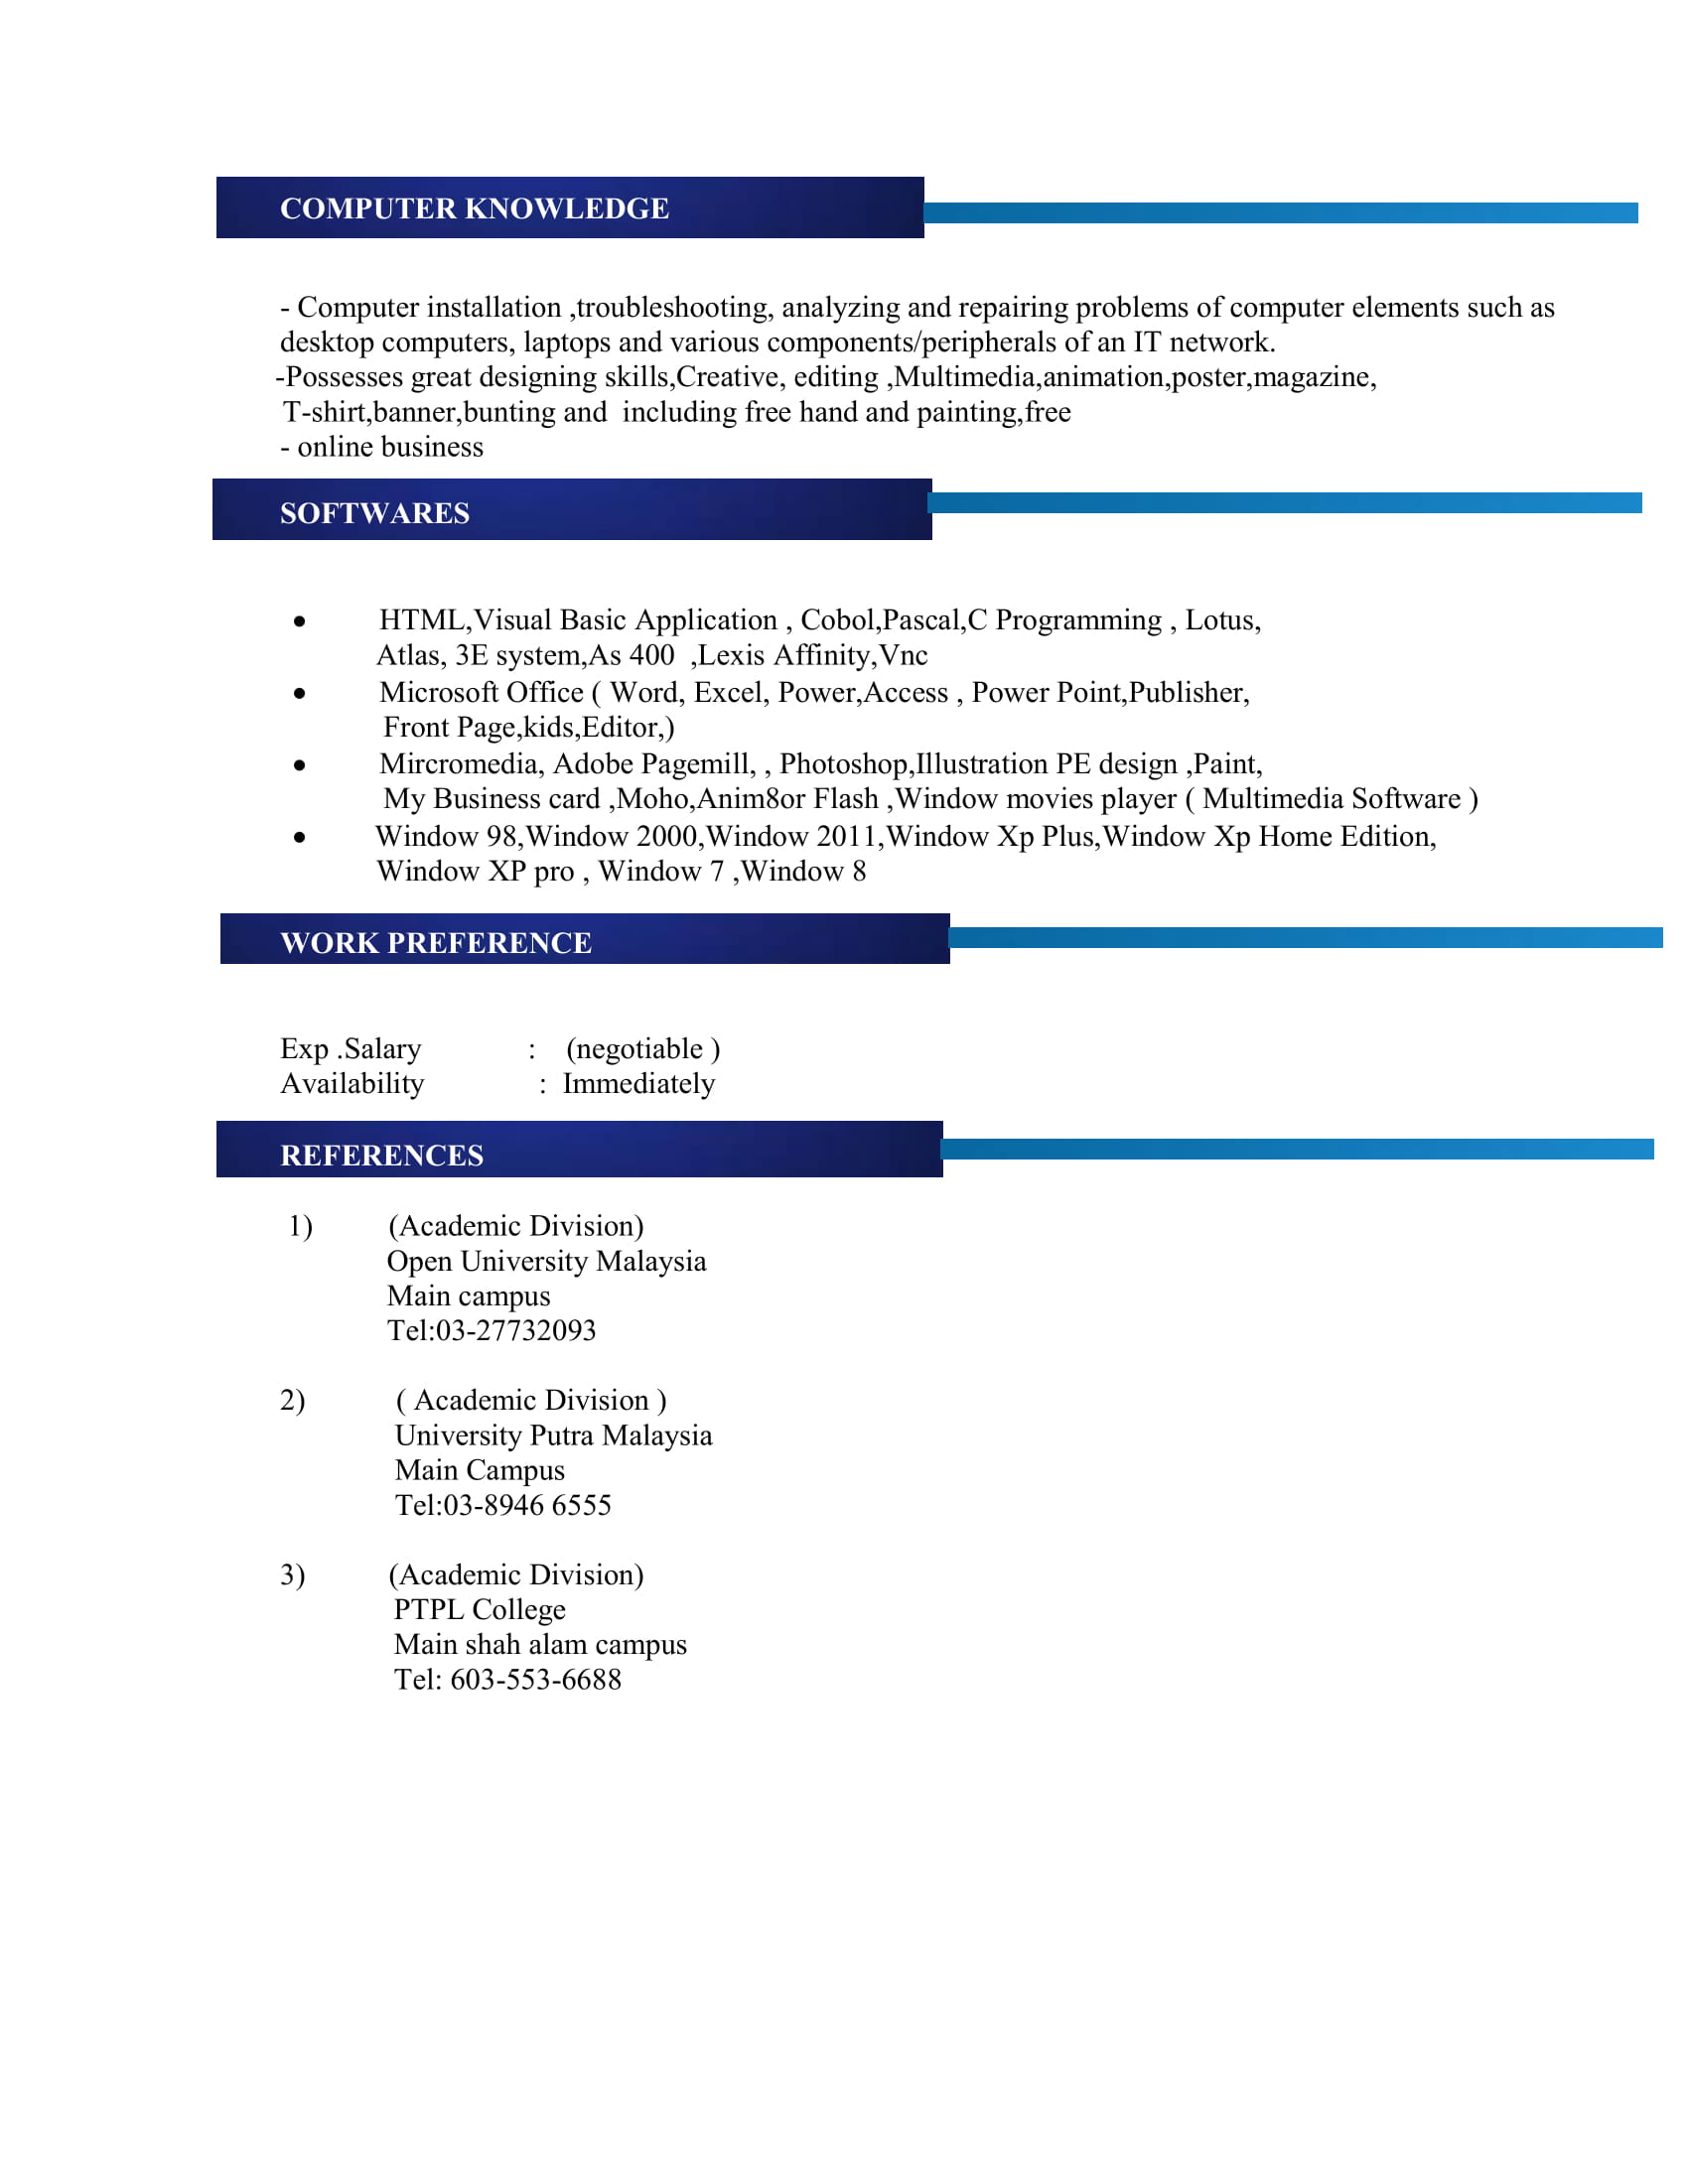 COMPUTER KNOWLEDGE
- Computer installation ,troubleshooting, analyzing and repairing problems of computer elements such as
desktop computers, laptops and various components/peripherals of an IT network.
-Possesses great designing skills,Creative, editing ,Multimedia,animation,poster,magazine,
T-shirt,banner,bunting and  including free hand and painting,free
- online business
SOFTWARES
• HTML,Visual Basic Application , Cobol,Pascal,C Programming , Lotus,
Atlas, 3E system,As 400  ,Lexis Affinity,Vnc
• Microsoft Office ( Word, Excel, Power,Access , Power Point,Publisher,
Front Page,kids,Editor,)
• Mircromedia, Adobe Pagemill, , Photoshop,Illustration PE design ,Paint,
My Business card ,Moho,Anim8or Flash ,Window movies player ( Multimedia Software )
• Window 98,Window 2000,Window 2011,Window Xp Plus,Window Xp Home Edition,
Window XP pro , Window 7 ,Window 8
WORK PREFERENCE
Exp .Salary : (negotiable )
Availability : Immediately
REFERENCES
1) (Academic Division)
Open University Malaysia
Main campus
Tel:03-27732093
2) ( Academic Division )
University Putra Malaysia
Main Campus
Tel:03-8946 6555
3) (Academic Division)
PTPL College
Main shah alam campus
Tel: 603-553-6688